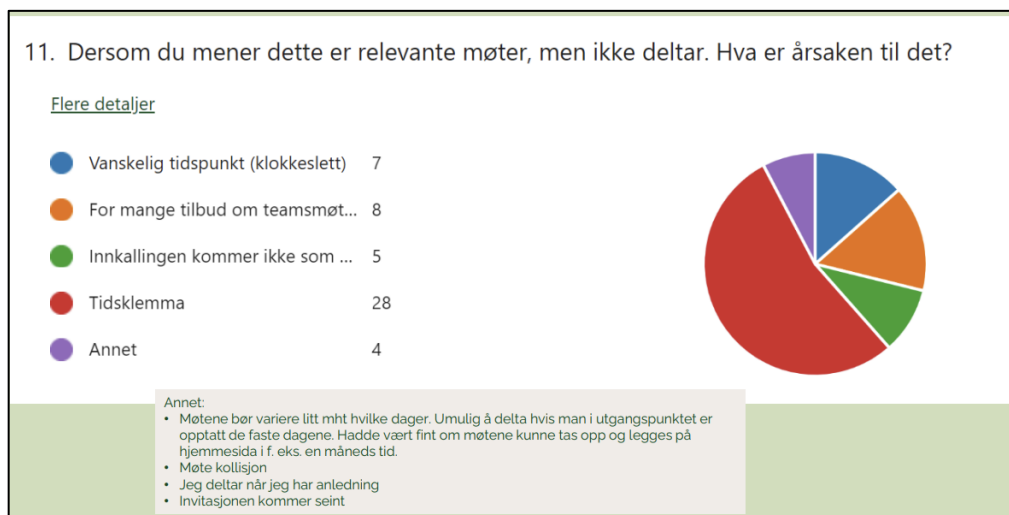 11. Dersom du mener dette er relevante møter, men ikke deltar. Hva er årsaken til det?
Flere detaljer
Vanskelig tidspunkt (klokkeslett) 7
For mange tilbud om teamsmøt... 8
Innkallingen kommer ikke som ... 5
Tidsklemma 28
Annet 4
Annet:
• Møtene bør variere litt mht hvilke dager. Umulig å delta hvis man i utgangspunktet er
opptatt de faste dagene. Hadde vært fint om møtene kunne tas opp og legges på
hjemmesida i f. eks. en måneds tid.
• Møte kollisjon
• Jeg deltar når jeg har anledning
• Invitasjonen kommer seint